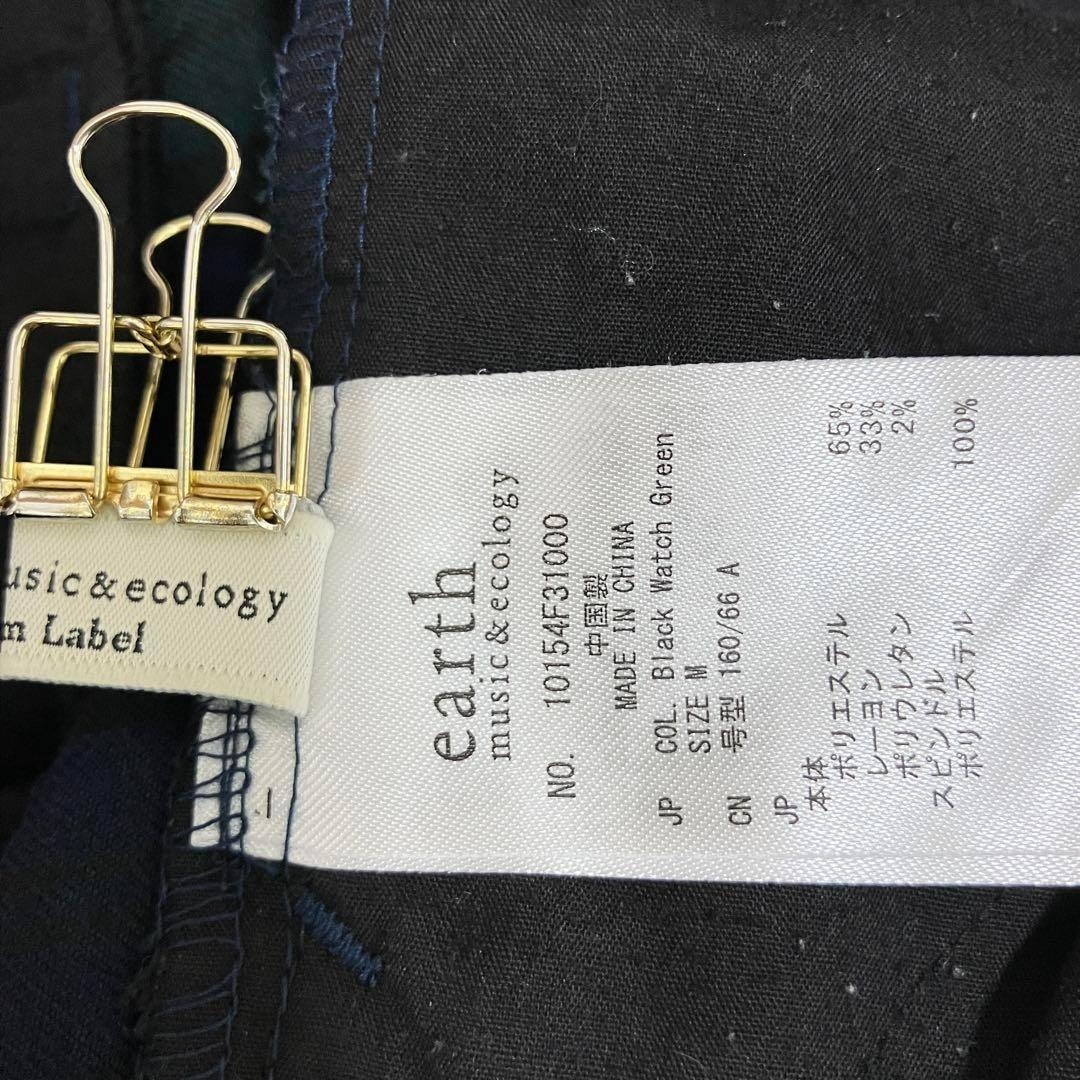 music & ecology
m Label
earth
music & ecology
NO. 10154F31000
中国製
MADE IN CHINA
JP COL. Black Watch Green
SIZE M
CN 号型 160/66 A
JP
本体
ポリエステル 65%
レーヨン 33%
ポリウレタン 2%
スピンドル
ポリエステル 100%